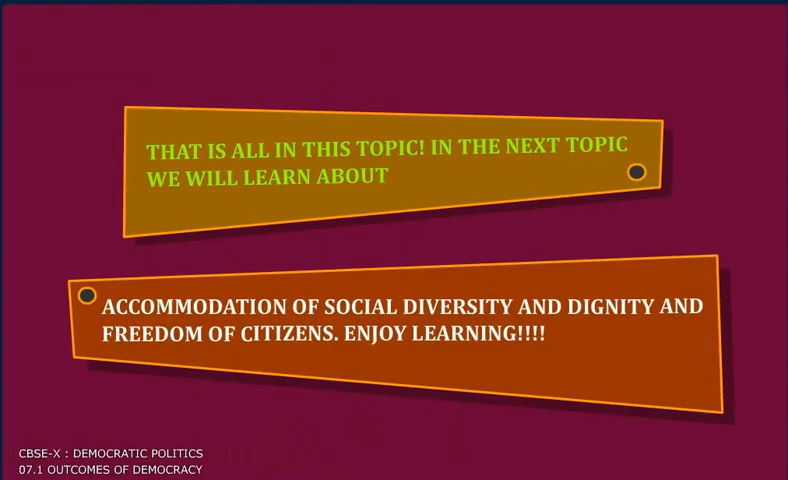 THAT IS ALL IN THIS TOPIC! IN THE NEXT TOPIC
WE WILL LEARN ABOUT
ACCOMMODATION OF SOCIAL DIVERSITY AND DIGNITY AND
FREEDOM OF CITIZENS. ENJOY LEARNING!!!!
CBSE-X : DEMOCRATIC POLITICS
07.1 OUTCOMES OF DEMOCRACY